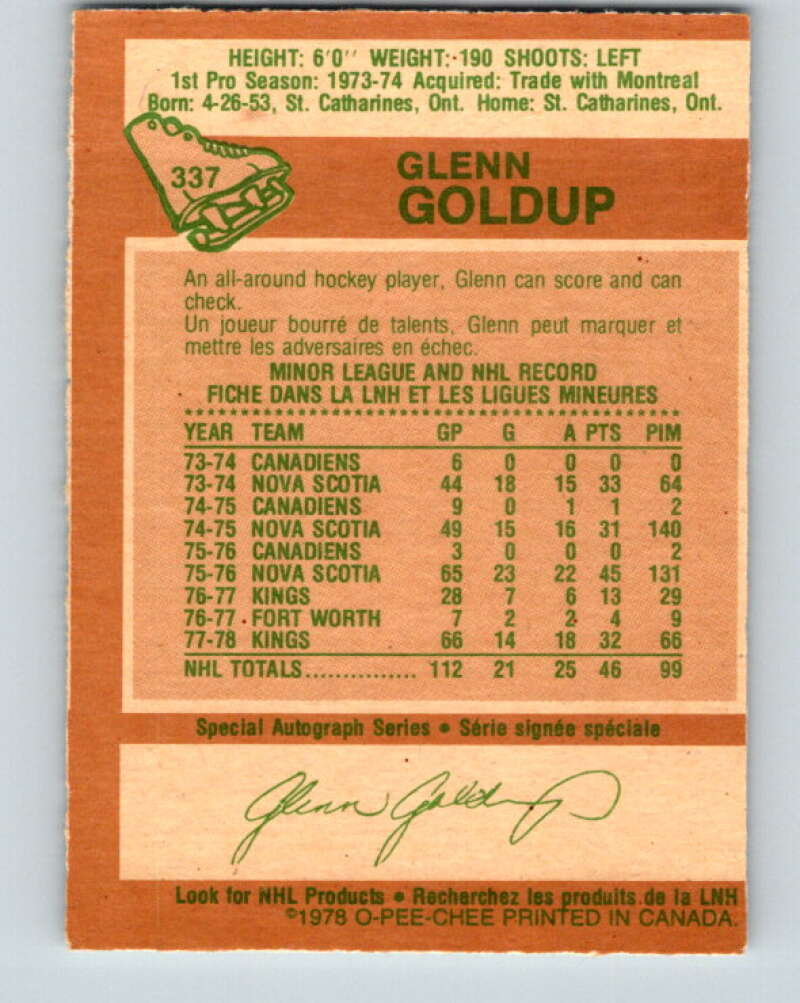 HEIGHT: 6'0'' WEIGHT: 190 SHOOTS: LEFT
1st Pro Season: 1973-74 Acquired: Trade with Montreal
Born: 4-26-53, St. Catharines, Ont. Home: St. Catharines, Ont.
337
GLENN
GOLDUP
An all-around hockey player, Glenn can score and can
check.
Un joueur bourré de talents, Glenn peut marquer et
mettre les adversaires en échec.
MINOR LEAGUE AND NHL RECORD
FICHE DANS LA LNH ET LES LIGUES MINEURES
YEAR TEAM GP G A PTS PIM
73-74 CANADIENS 6 0 0 0 0
73-74 NOVA SCOTIA 44 18 15 33 64
74-75 CANADIENS 9 0 1 1 2
74-75 NOVA SCOTIA 49 15 16 31 140
75-76 CANADIENS 3 0 0 0 2
75-76 NOVA SCOTIA 65 23 22 45 131
76-77 KINGS 28 7 6 13 29
76-77 FORT WORTH 7 2 2 4 9
77-78 KINGS 66 14 18 32 66
NHL TOTALS............... 112 21 25 46 99
Special Autograph Series • Série signée spéciale
Glenn Goldup
Look for NHL Products • Recherchez les produits de la LNH
©1978 O-PEE-CHEE PRINTED IN CANADA.